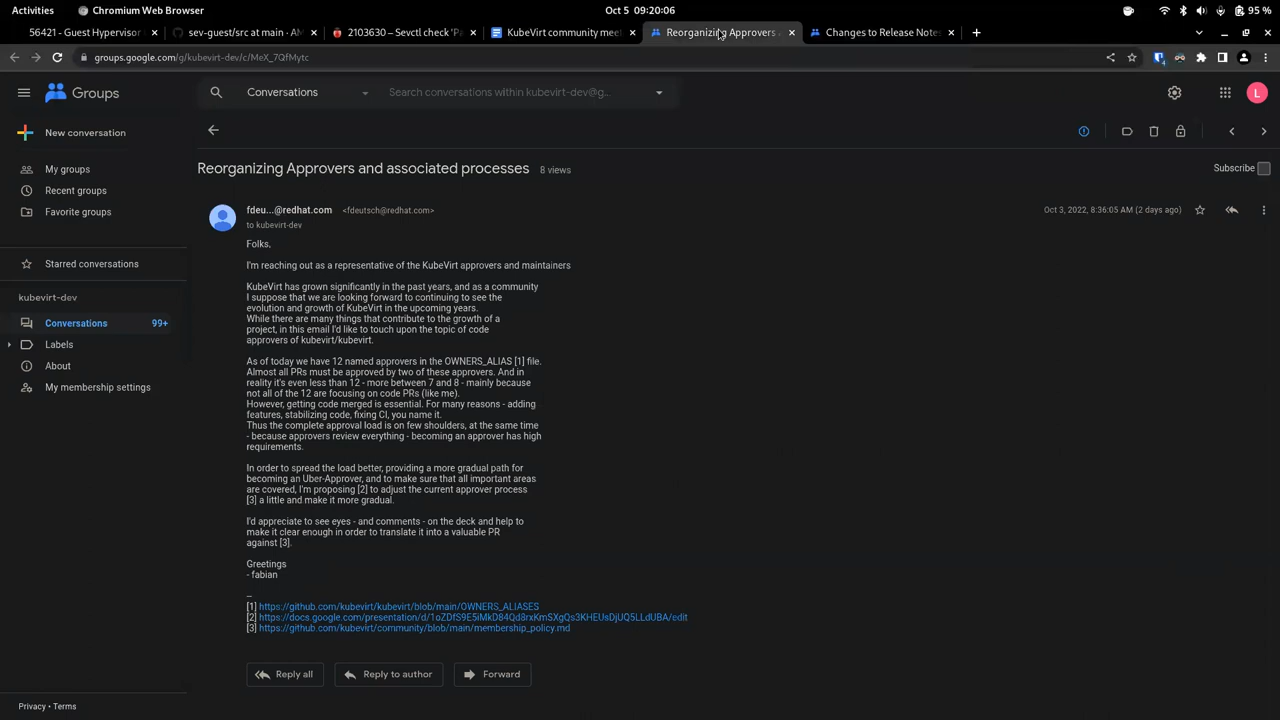 Activities
Chromium Web Browser
Oct 5 09:20:06
95 %
56421 - Guest Hypervisor
sev-guest/src at main · AM
2103630 – Sevctl check 'Pa
KubeVirt community mee
Reorganizing Approvers
Changes to Release Notes
groups.google.com/g/kubevirt-dev/c/MeX_7QfMytc
Groups
Conversations
Search conversations within kubevirt-dev@g...
L
New conversation
My groups
Recent groups
Favorite groups
Starred conversations
kubevirt-dev
Conversations 99+
Labels
About
My membership settings
Privacy · Terms
Reorganizing Approvers and associated processes 8 views
Subscribe
fdeu...@redhat.com <fdeutsch@redhat.com>
Oct 3, 2022, 8:36:05 AM (2 days ago)
to kubevirt-dev
Folks,
I'm reaching out as a representative of the KubeVirt approvers and maintainers
KubeVirt has grown significantly in the past years, and as a community
I suppose that we are looking forward to continuing to see the
evolution and growth of KubeVirt in the upcoming years.
While there are many things that contribute to the growth of a
project, in this email I'd like to touch upon the topic of code
approvers of kubevirt/kubevirt.
As of today we have 12 named approvers in the OWNERS_ALIAS [1] file.
Almost all PRs must be approved by two of these approvers. And in
reality it's even less than 12 - more between 7 and 8 - mainly because
not all of the 12 are focusing on code PRs (like me).
However, getting code merged is essential. For many reasons - adding
features, stabilizing code, fixing CI, you name it.
Thus the complete approval load is on few shoulders, at the same time
- because approvers review everything - becoming an approver has high
requirements.
In order to spread the load better, providing a more gradual path for
becoming an Uber-Approver, and to make sure that all important areas
are covered, I'm proposing [2] to adjust the current approver process
[3] a little and make it more gradual.
I'd appreciate to see eyes - and comments - on the deck and help to
make it clear enough in order to translate it into a valuable PR
against [3].
Greetings
- fabian
--
[1] https://github.com/kubevirt/kubevirt/blob/main/OWNERS_ALIASES
[2] https://docs.google.com/presentation/d/1oZDfS9E5iMkD84Qd3rxKmSXgQs3KHEUsDjUQ5LLdUBA/edit
[3] https://github.com/kubevirt/community/blob/main/membership_policy.md
Reply all
Reply to author
Forward